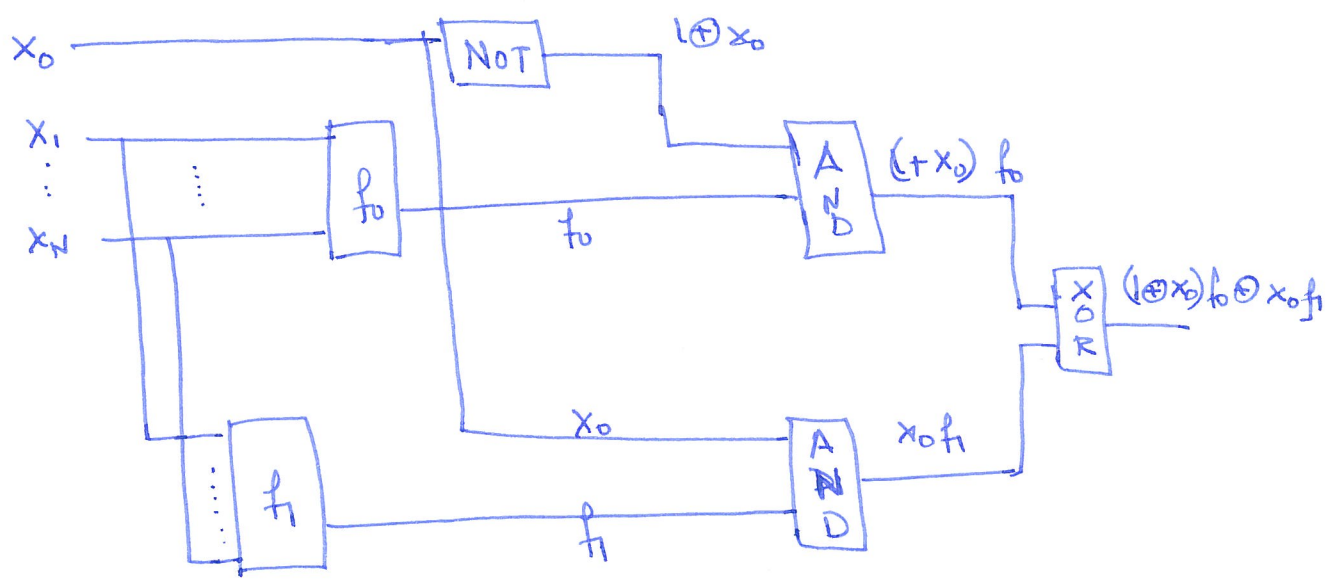 X₀
NOT
1⊕x₀
X₁
⋮
XN
f₀
f₀
A
N
D
(1+X₀) f₀
X
O
R
(1⊕x₀)f₀⊕x₀f₁
f₁
X₀
f₁
A
N
D
x₀f₁